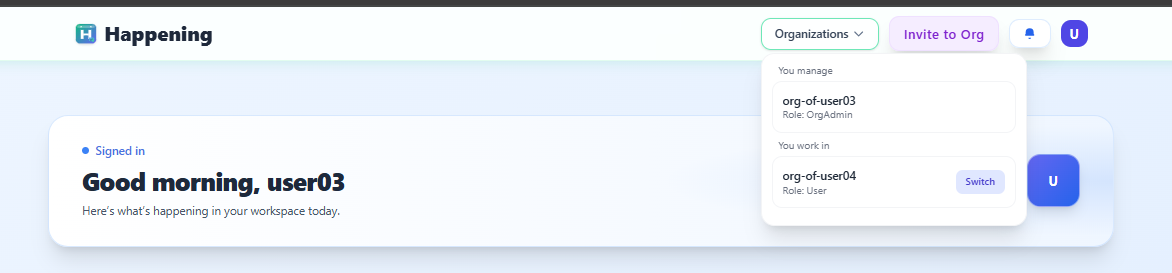 Happening
Organizations
Invite to Org
U
You manage
org-of-user03
Role: OrgAdmin
You work in
org-of-user04
Role: User
Switch
Signed in
Good morning, user03
Here's what's happening in your workspace today.
U